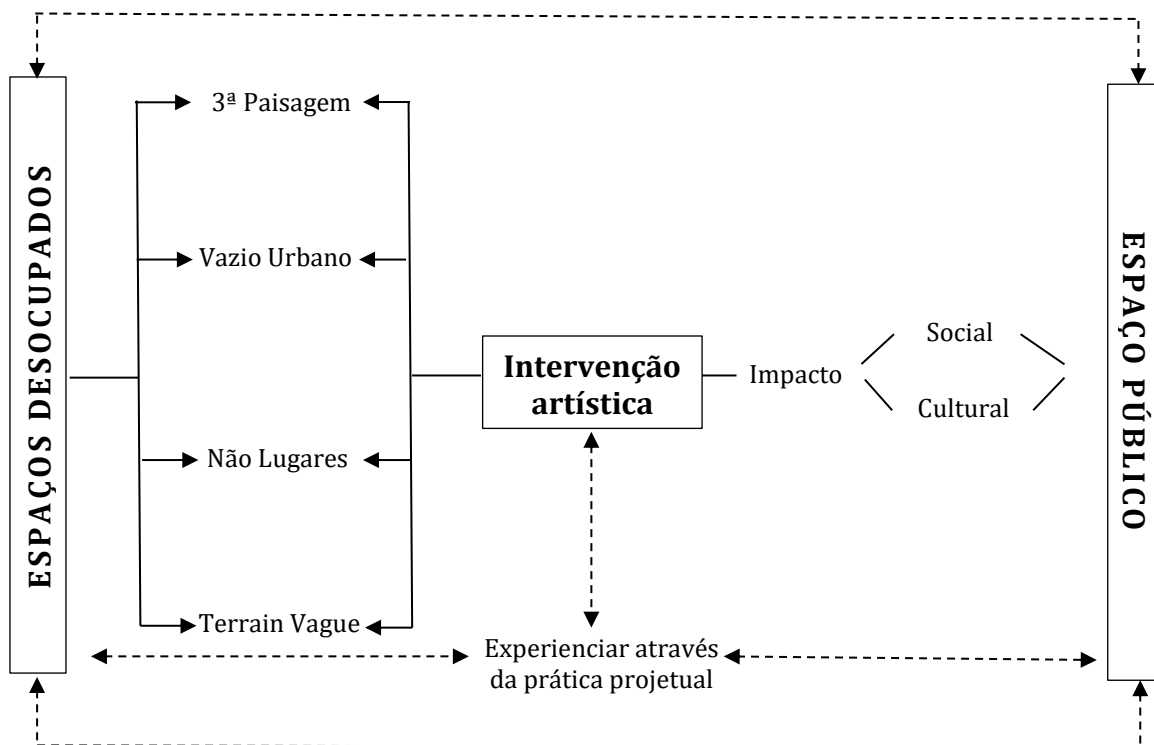 ESPAÇOS DESOCUPADOS
3ª Paisagem
Vazio Urbano
Não Lugares
Terrain Vague
Intervenção
artística
Experienciar através
da prática projetual
Impacto
Social
Cultural
ESPAÇO PÚBLICO